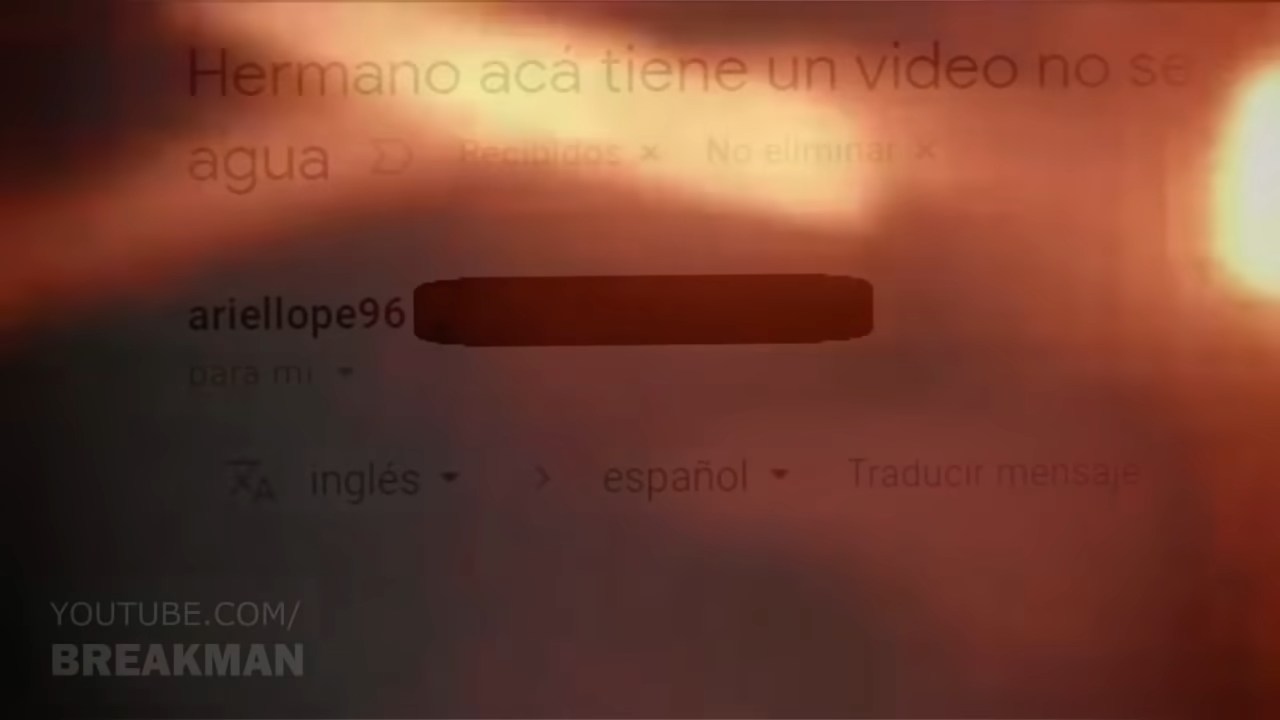 Hermano acá tiene un video no se
agua Recibidos × No eliminar ×
ariellope96
para mí
inglés > español Traducir mensaje
YOUTUBE.COM/
BREAKMAN